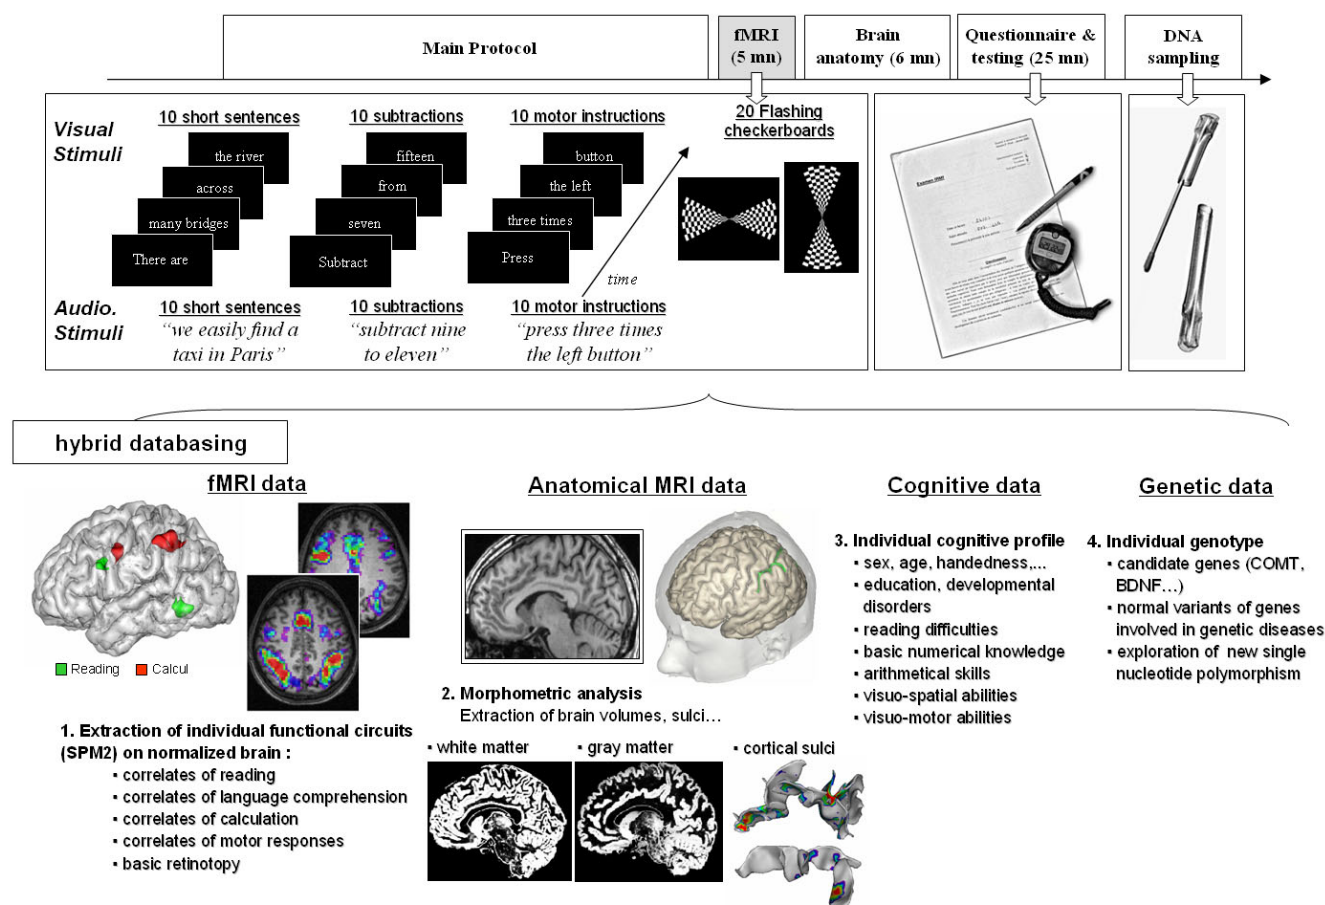 Main Protocol
fMRI
(5 mn)
Brain
anatomy (6 mn)
Questionnaire &
testing (25 mn)
DNA
sampling
Visual
Stimuli
10 short sentences
the river
across
many bridges
There are
10 subtractions
fifteen
from
seven
Subtract
10 motor instructions
button
the left
three times
Press
20 Flashing
checkerboards
time
Audio.
Stimuli
10 short sentences
“we easily find a
taxi in Paris”
10 subtractions
“subtract nine
to eleven”
10 motor instructions
“press three times
the left button”
Examen MRI
hybrid databasing
fMRI data
Reading
Calcul
1. Extraction of individual functional circuits
(SPM2) on normalized brain :
▪ correlates of reading
▪ correlates of language comprehension
▪ correlates of calculation
▪ correlates of motor responses
▪ basic retinotopy
Anatomical MRI data
2. Morphometric analysis
Extraction of brain volumes, sulci…
▪ white matter
▪ gray matter
▪ cortical sulci
Cognitive data
3. Individual cognitive profile
▪ sex, age, handedness,...
▪ education, developmental
disorders
▪ reading difficulties
▪ basic numerical knowledge
▪ arithmetical skills
▪ visuo-spatial abilities
▪ visuo-motor abilities
Genetic data
4. Individual genotype
▪ candidate genes (COMT,
BDNF…)
▪ normal variants of genes
involved in genetic diseases
▪ exploration of new single
nucleotide polymorphism